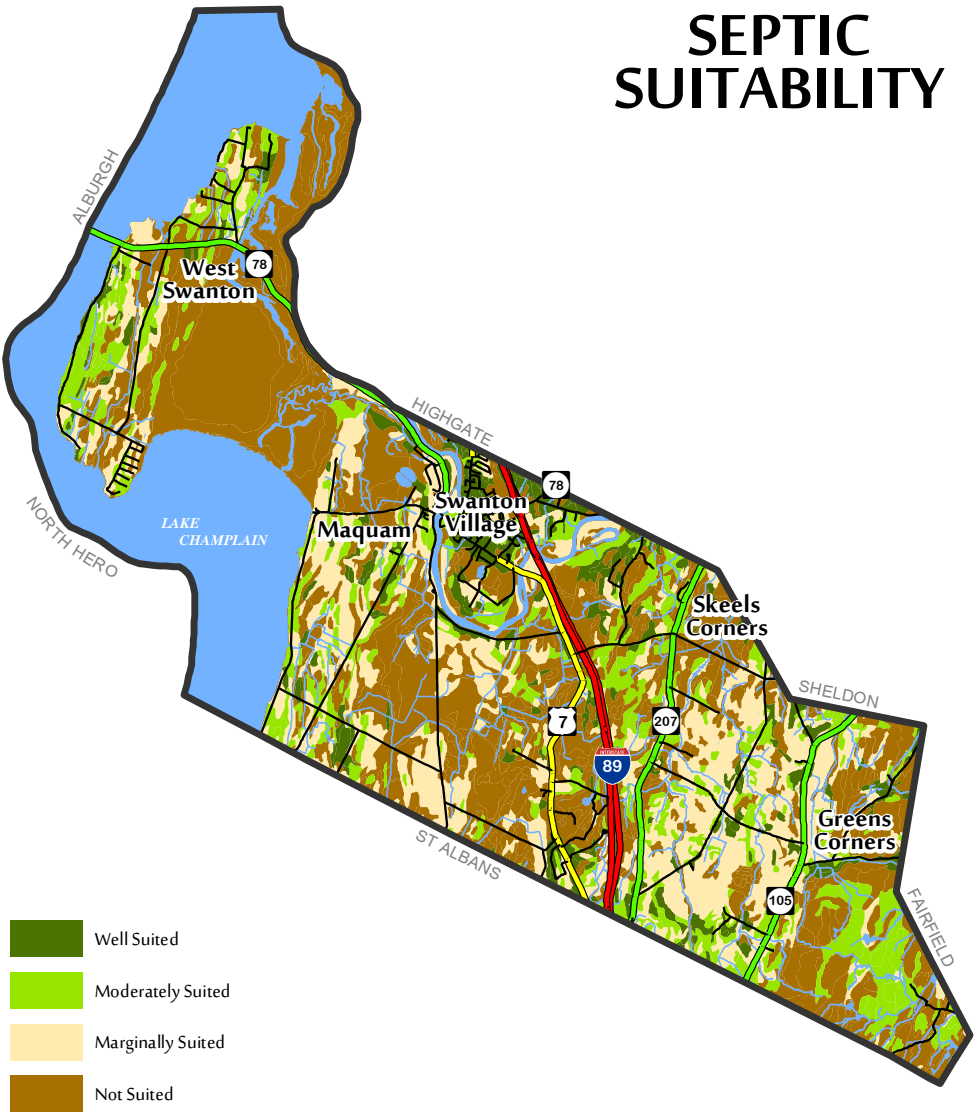 SEPTIC
SUITABILITY
ALBURGH
West
Swanton
78
HIGHGATE
NORTH HERO
LAKE
CHAMPLAIN
Maquam
Swanton
Village
78
Skeels
Corners
SHELDON
7
207
INTERSTATE
89
Greens
Corners
ST ALBANS
105
FAIRFIELD
Well Suited
Moderately Suited
Marginally Suited
Not Suited